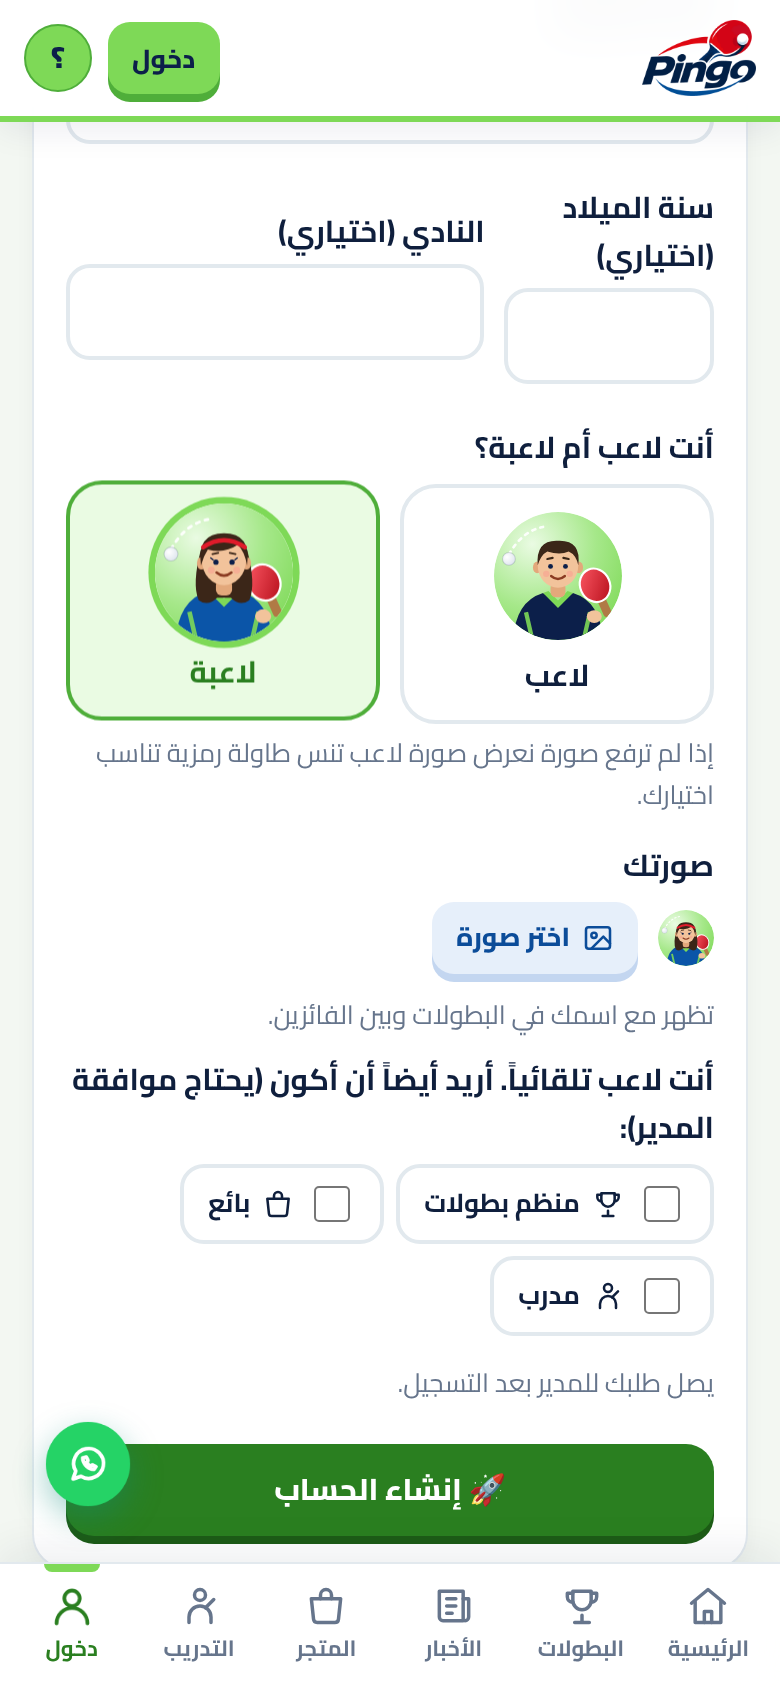 Pingo
دخول
؟
سنة الميلاد
(اختياري)
النادي (اختياري)
أنت لاعب أم لاعبة؟
لاعب
لاعبة
إذا لم ترفع صورة نعرض صورة لاعب تنس طاولة رمزية تناسب
اختيارك.
صورتك
اختر صورة
تظهر مع اسمك في البطولات وبين الفائزين.
أنت لاعب تلقائياً. أريد أيضاً أن أكون (يحتاج موافقة
المدير):
منظم بطولات
بائع
مدرب
يصل طلبك للمدير بعد التسجيل.
🚀 إنشاء الحساب
الرئيسية
البطولات
الأخبار
المتجر
التدريب
دخول